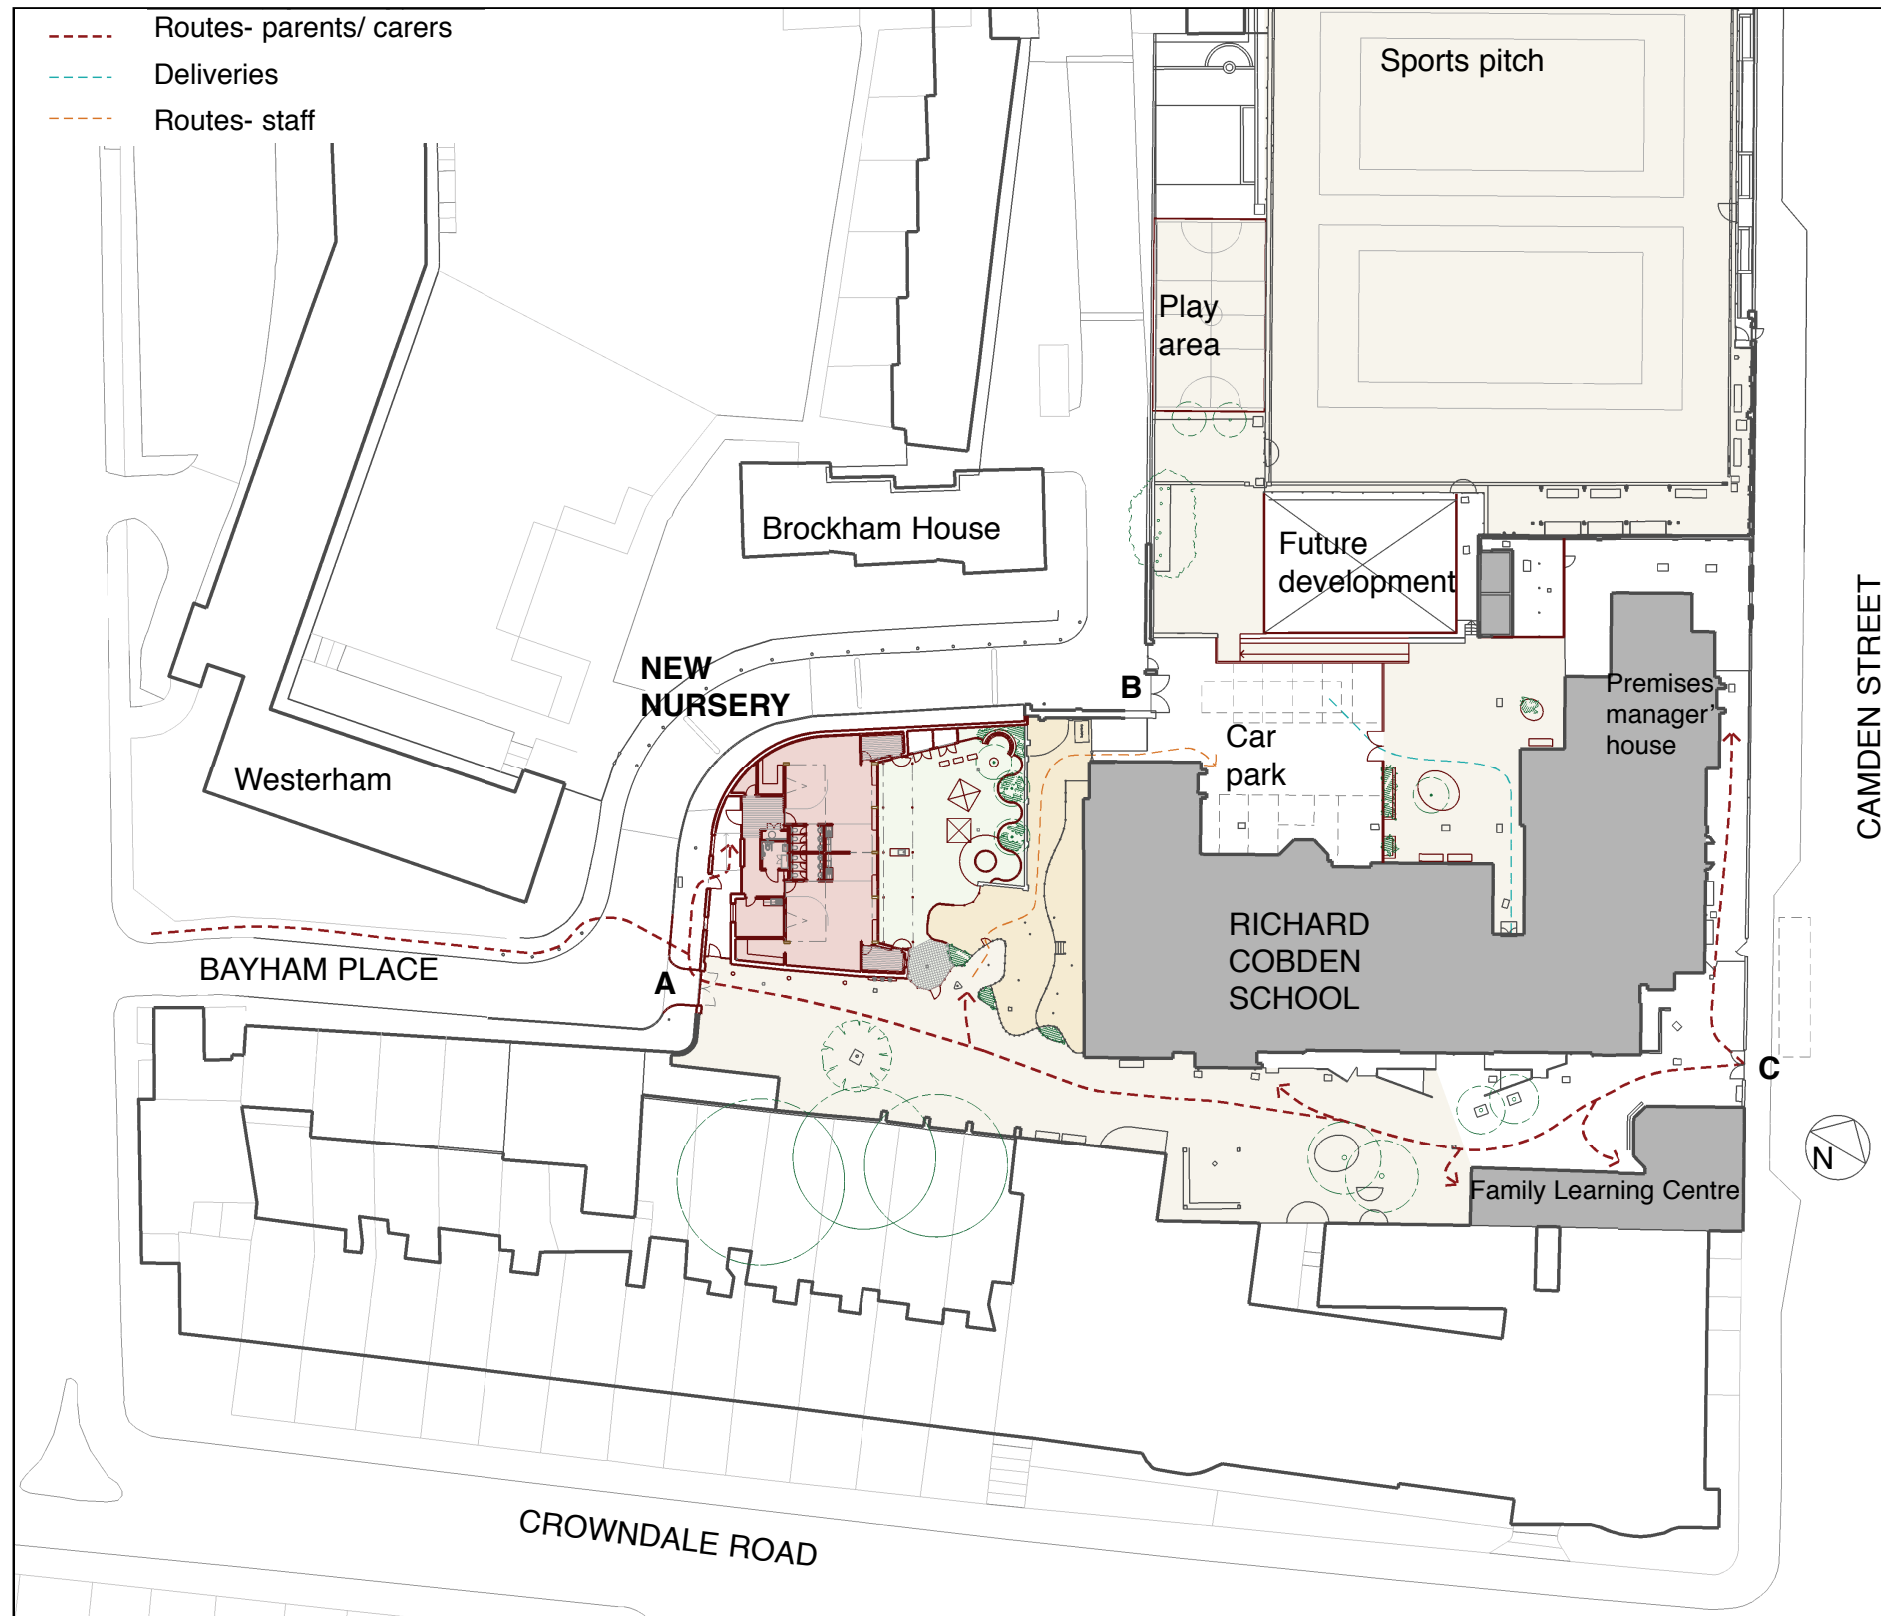 Routes- parents/ carers
Deliveries
Routes- staff
Sports pitch
Play
area
Brockham House
Future
development
CAMDEN STREET
NEW
NURSERY
B
Premises
manager'
house
Car
park
Westerham
RICHARD
COBDEN
SCHOOL
BAYHAM PLACE
A
C
N
Family Learning Centre
CROWNDALE ROAD